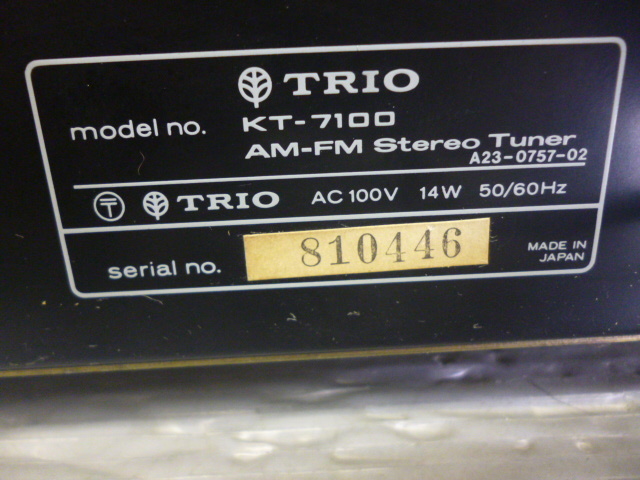 TRIO
model no. KT-7100
AM-FM Stereo Tuner
A23-0757-02
〒 TRIO AC 100V 14W 50/60Hz
serial no. 810446
MADE IN
JAPAN